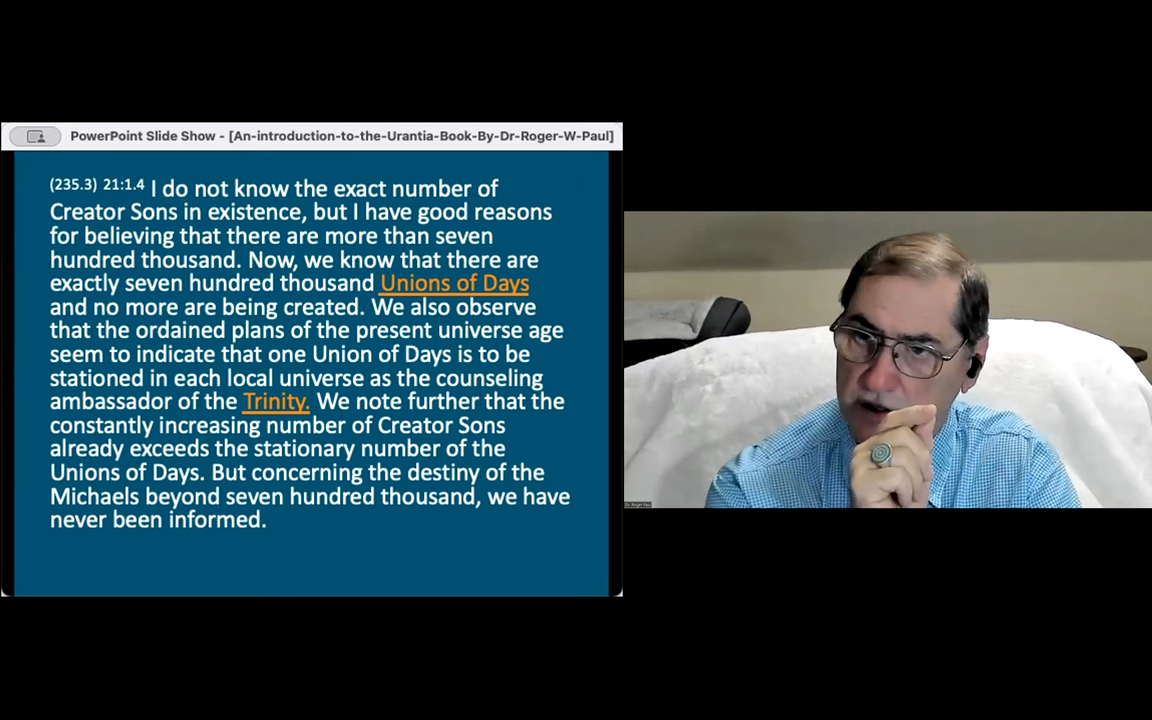 PowerPoint Slide Show - [An-introduction-to-the-Urantia-Book-By-Dr-Roger-W-Paul]
(235.3) 21:1.4 I do not know the exact number of
Creator Sons in existence, but I have good reasons
for believing that there are more than seven
hundred thousand. Now, we know that there are
exactly seven hundred thousand Unions of Days
and no more are being created. We also observe
that the ordained plans of the present universe age
seem to indicate that one Union of Days is to be
stationed in each local universe as the counseling
ambassador of the Trinity. We note further that the
constantly increasing number of Creator Sons
already exceeds the stationary number of the
Unions of Days. But concerning the destiny of the
Michaels beyond seven hundred thousand, we have
never been informed.
Dr. Roger Paul